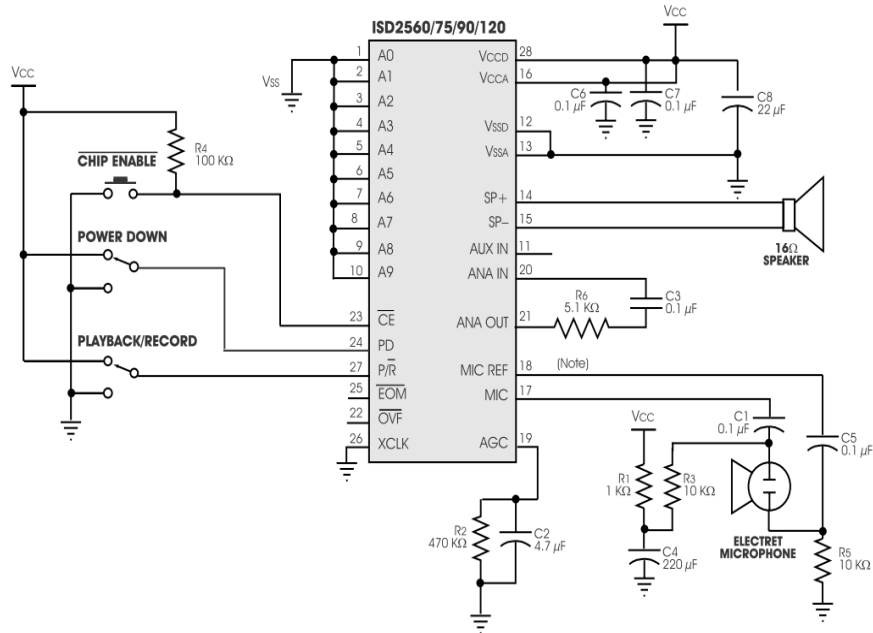 ISD2560/75/90/120
VCC
VCC
VSS
1 A0
2 A1
3 A2
4 A3
5 A4
6 A5
7 A6
8 A7
9 A8
10 A9
23 CE
24 PD
27 P/R
25 EOM
22 OVF
26 XCLK
VCCD 28
VCCA 16
VSSD 12
VSSA 13
SP+ 14
SP– 15
AUX IN 11
ANA IN 20
ANA OUT 21
MIC REF 18 (Note)
MIC 17
AGC 19
R4
100 KΩ
CHIP ENABLE
POWER DOWN
PLAYBACK/RECORD
C6
0.1 µF
C7
0.1 µF
C8
22 µF
16Ω
SPEAKER
R6
5.1 KΩ
C3
0.1 µF
VCC
C1
0.1 µF
C5
0.1 µF
R1
1 KΩ
R3
10 KΩ
R2
470 KΩ
C2
4.7 µF
C4
220 µF
ELECTRET
MICROPHONE
R5
10 KΩ